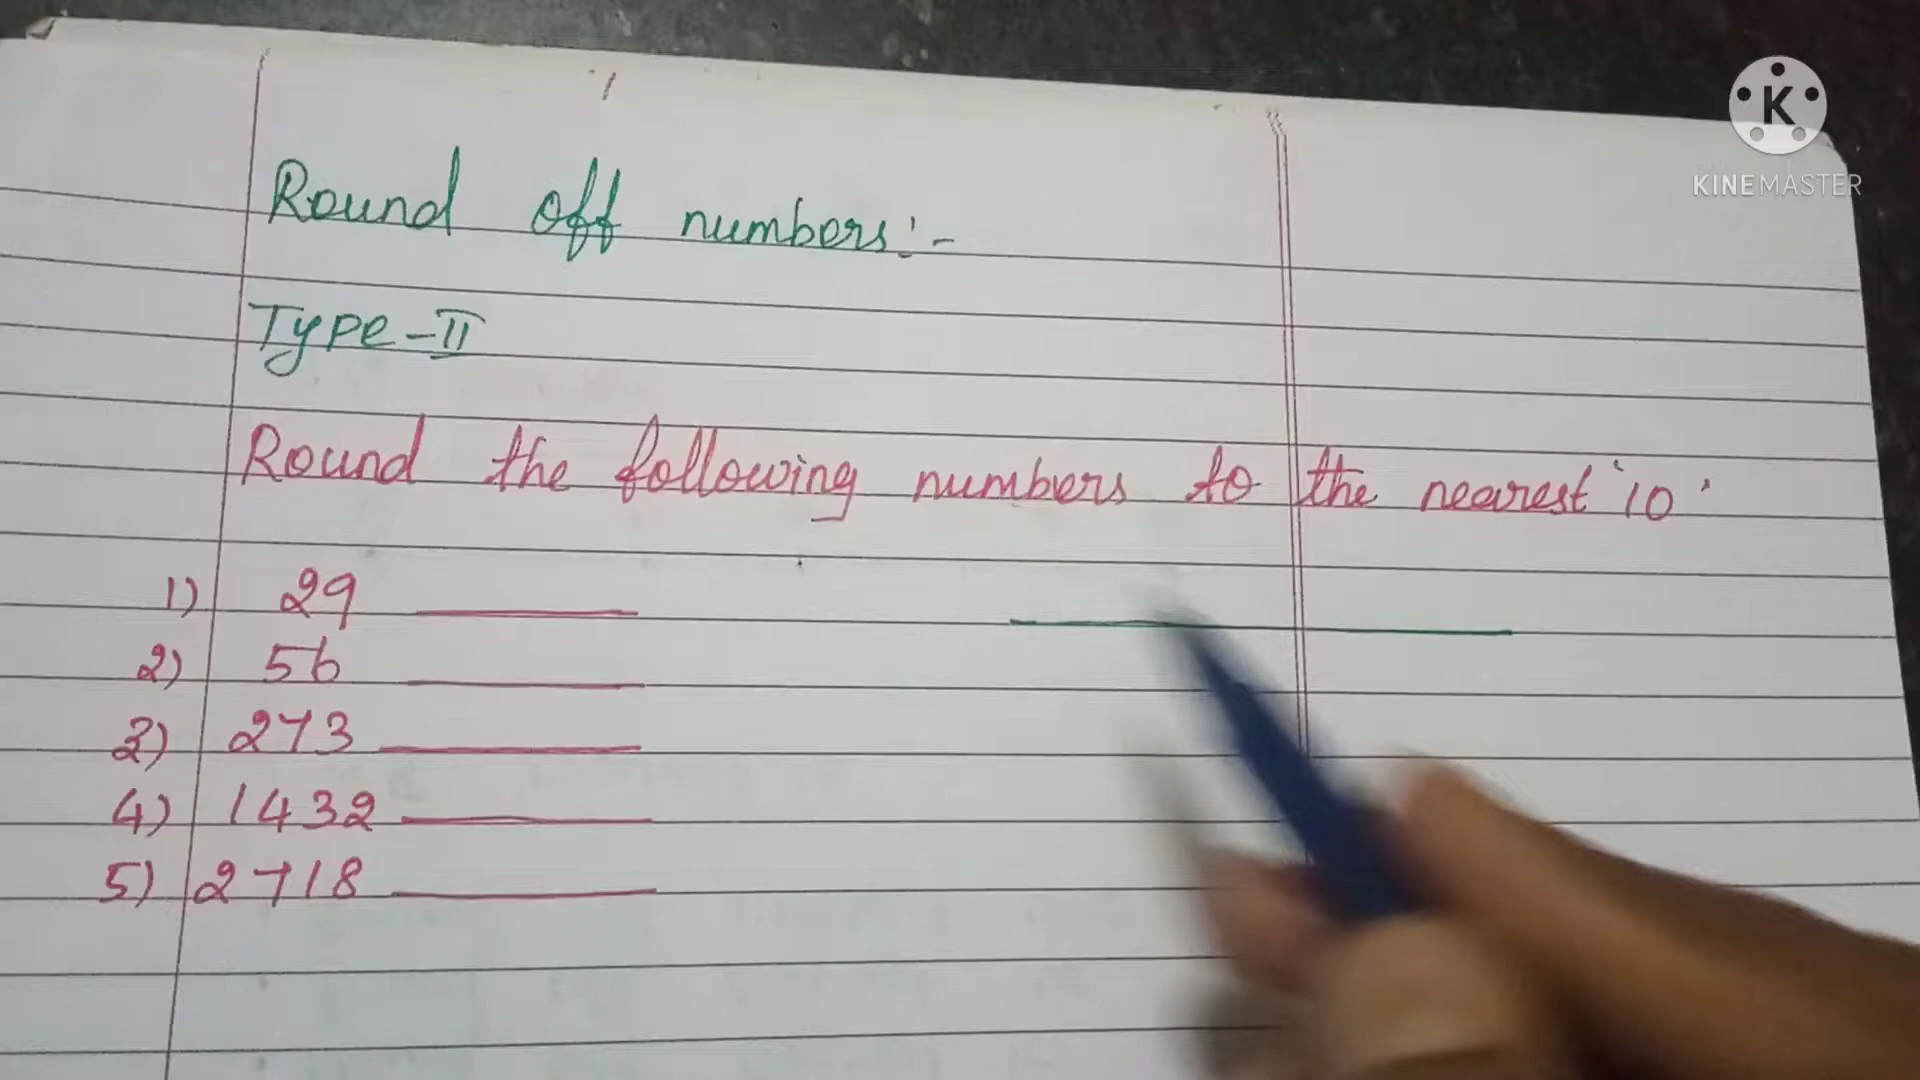 K
KINEMASTER
Round off numbers:-
Type-II
Round the following numbers to the nearest '10'
1) 29
2) 56
3) 273
4) 1432
5) 2718